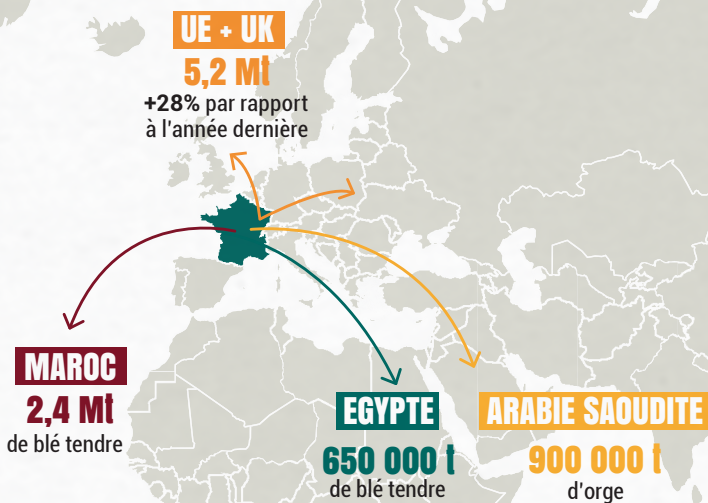 UE + UK
5,2 Mt
+28% par rapport
à l'année dernière
MAROC
2,4 Mt
de blé tendre
EGYPTE
650 000 t
de blé tendre
ARABIE SAOUDITE
900 000 t
d'orge